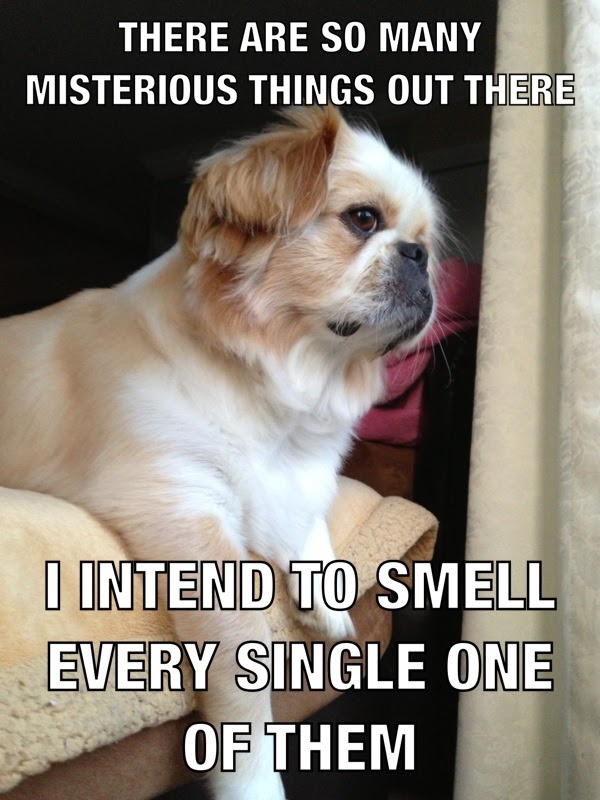 THERE ARE SO MANY
MISTERIOUS THINGS OUT THERE
I INTEND TO SMELL
EVERY SINGLE ONE
OF THEM